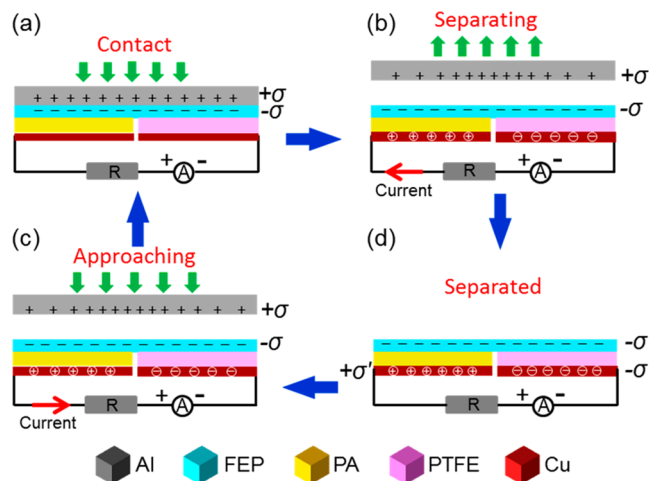 (a)
Contact
+ + + + + + + + + + + + +
+σ
−σ
R
+
A
−
(b)
Separating
+σ
−σ
R
+
A
−
Current
(c)
Approaching
+σ
−σ
R
+
A
−
Current
(d)
Separated
−σ
+σ'
−σ
R
+
A
−
Al
FEP
PA
PTFE
Cu